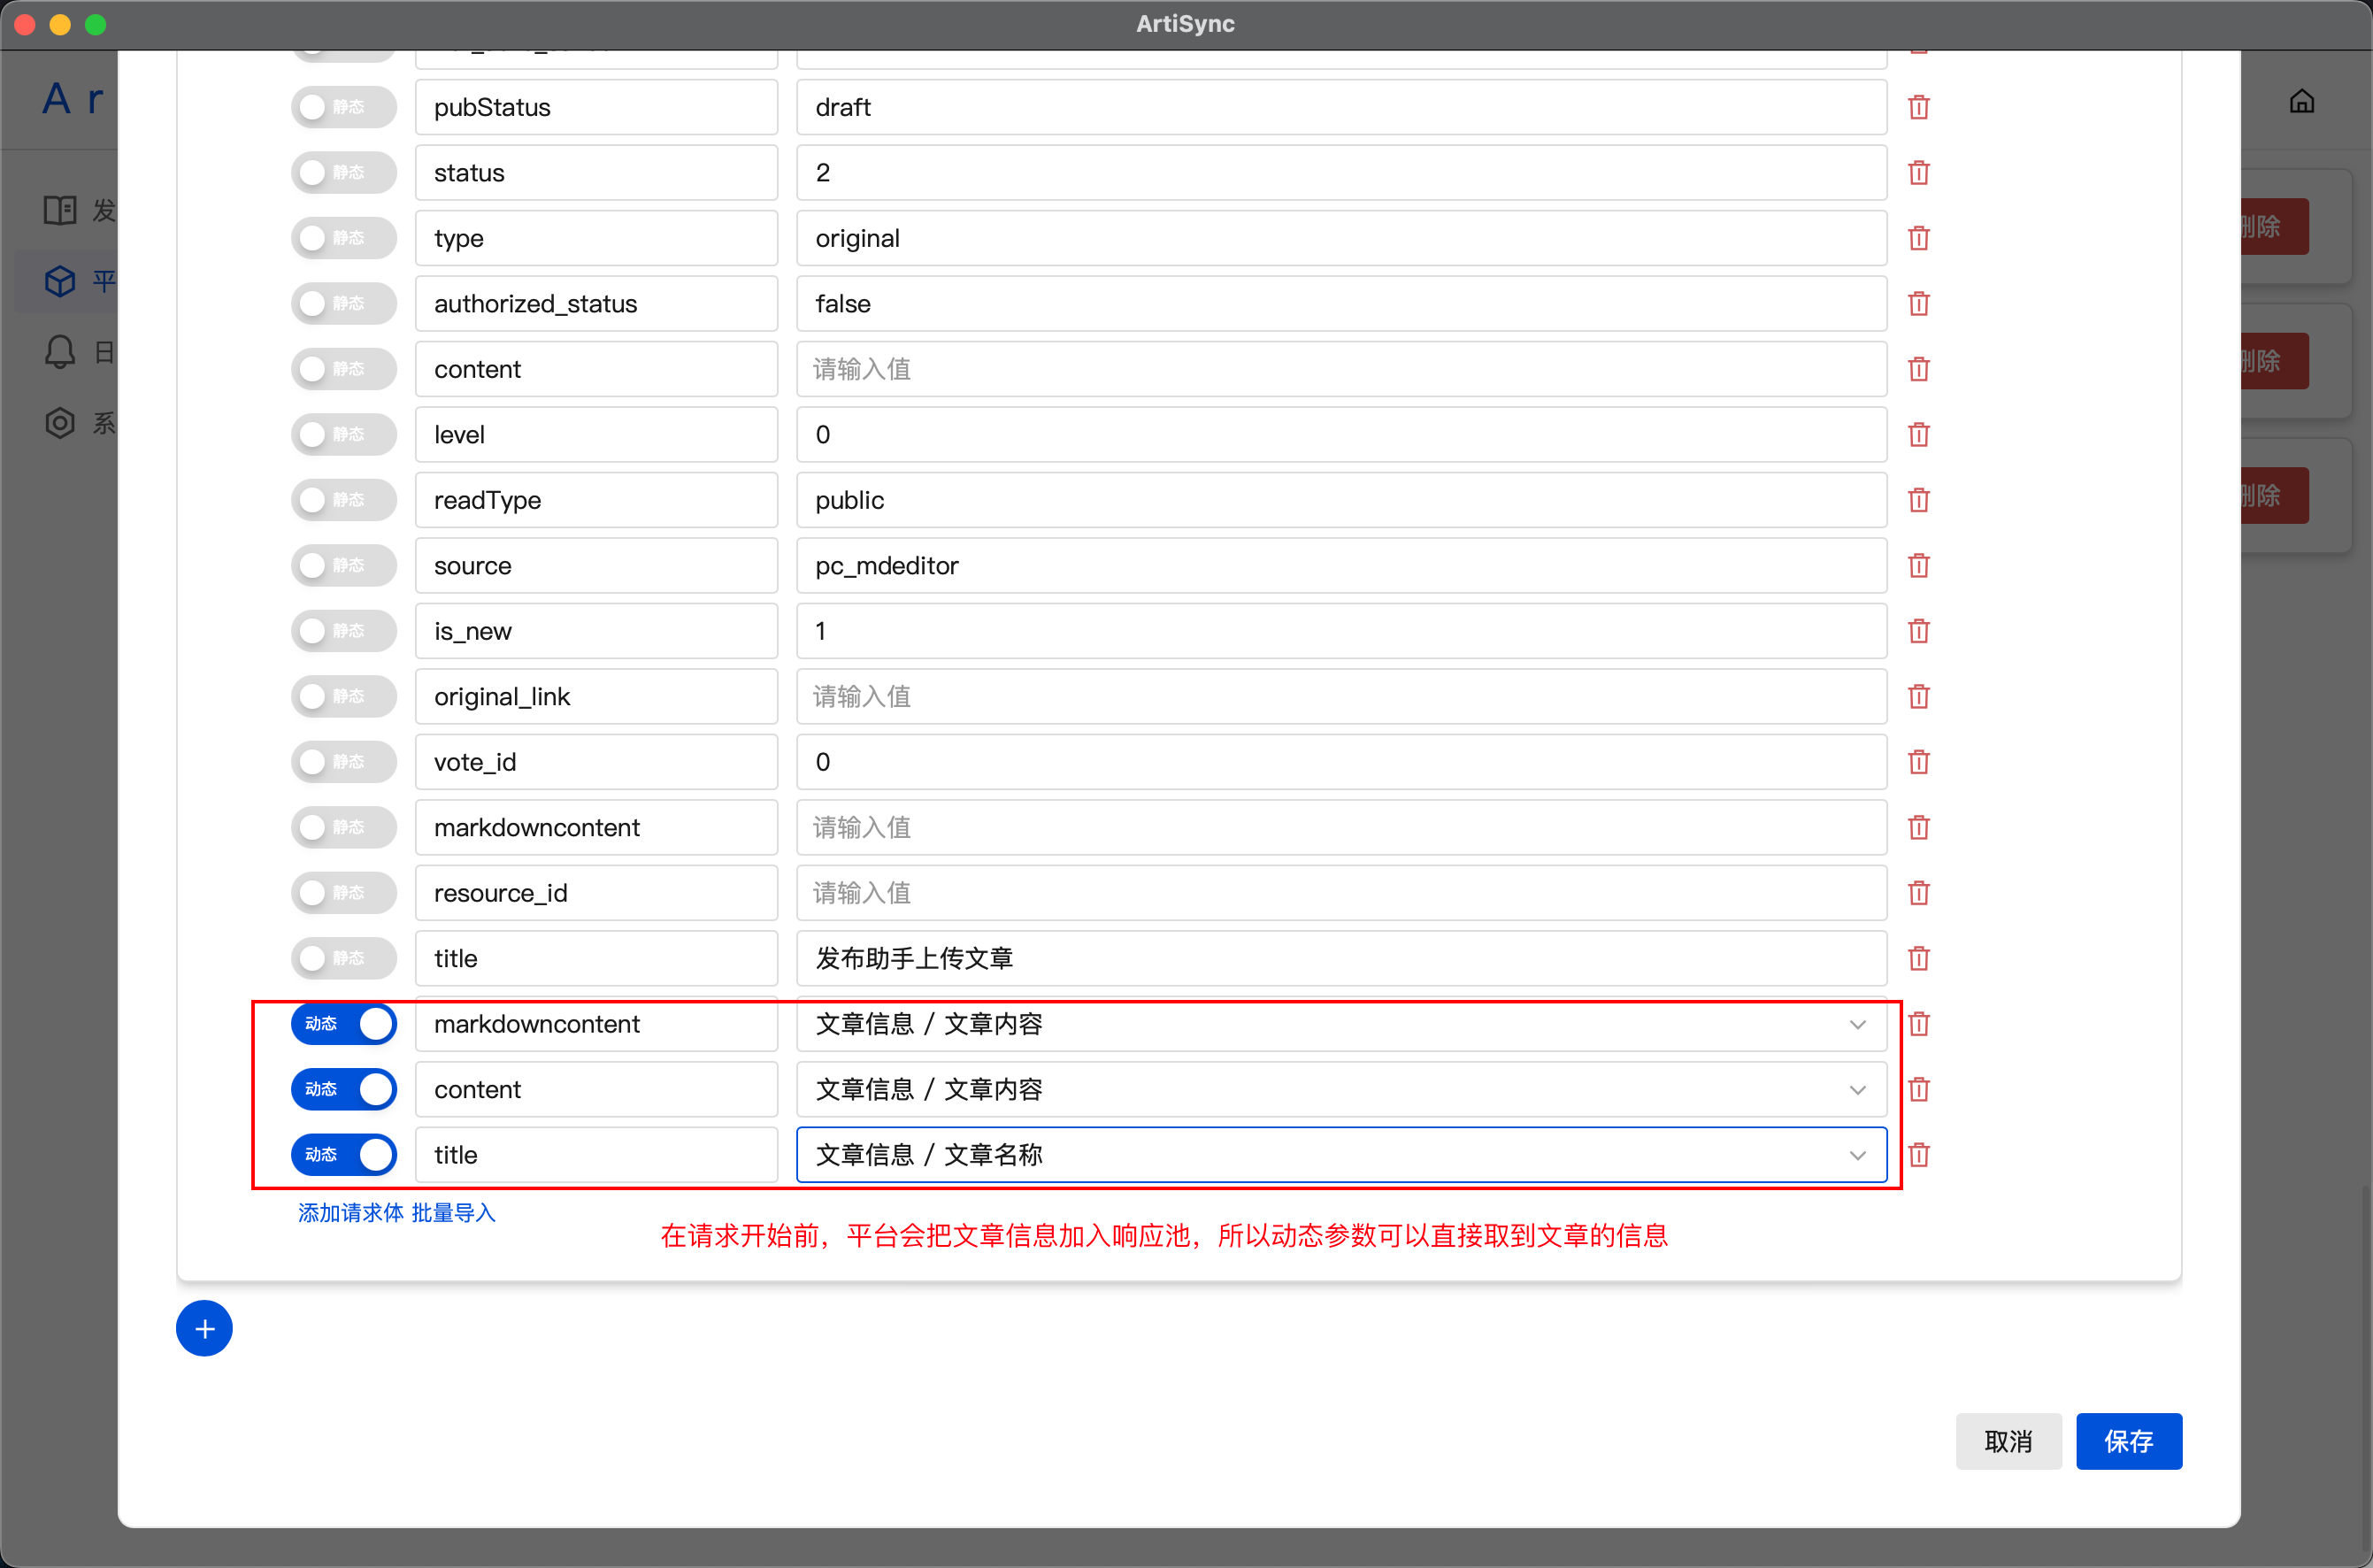 ArtiSync
Ar
发
平
日
系
静态 pubStatus draft
静态 status 2
静态 type original
静态 authorized_status false
静态 content 请输入值
静态 level 0
静态 readType public
静态 source pc_mdeditor
静态 is_new 1
静态 original_link 请输入值
静态 vote_id 0
静态 markdowncontent 请输入值
静态 resource_id 请输入值
静态 title 发布助手上传文章
动态 markdowncontent 文章信息 / 文章内容
动态 content 文章信息 / 文章内容
动态 title 文章信息 / 文章名称
添加请求体 批量导入
在请求开始前，平台会把文章信息加入响应池，所以动态参数可以直接取到文章的信息
删除
删除
删除
取消 保存